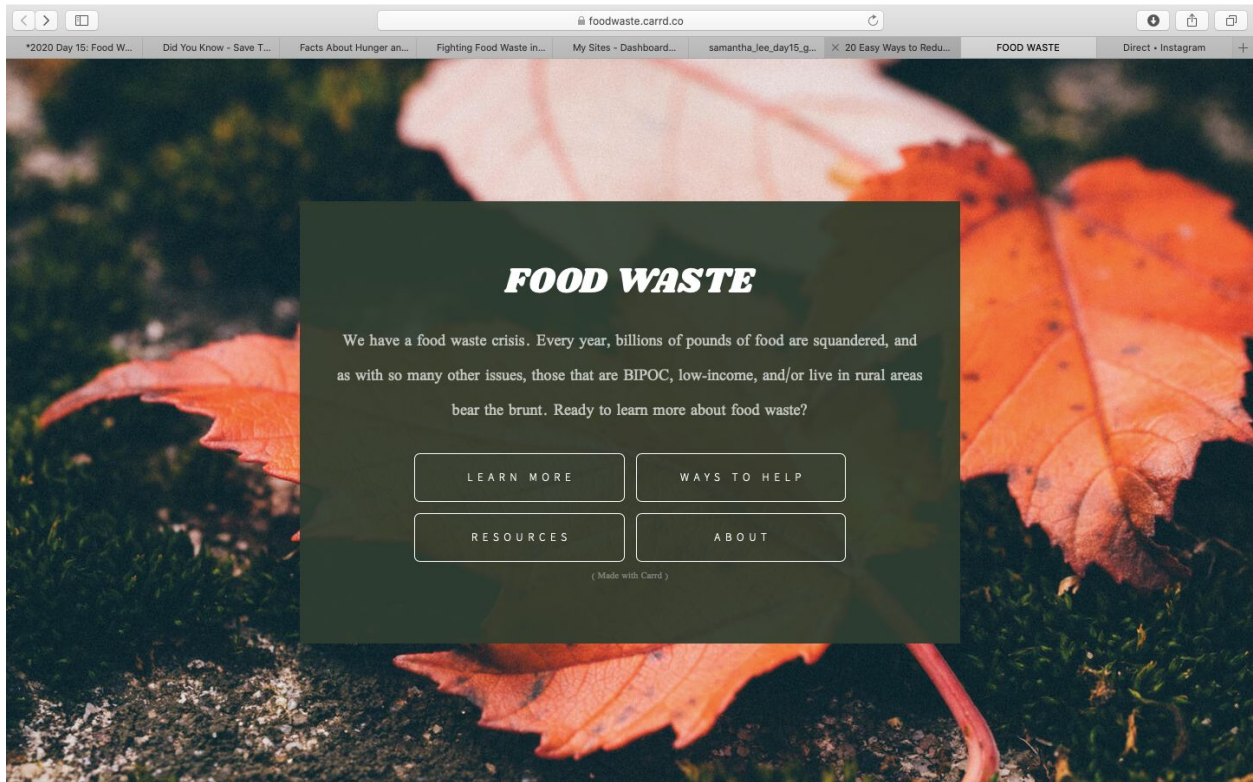 foodwaste.carrd.co
*2020 Day 15: Food W...
Did You Know - Save T...
Facts About Hunger an...
Fighting Food Waste in...
My Sites - Dashboard...
samantha_lee_day15_g...
20 Easy Ways to Redu...
FOOD WASTE
Direct • Instagram
FOOD WASTE
We have a food waste crisis. Every year, billions of pounds of food are squandered, and
as with so many other issues, those that are BIPOC, low-income, and/or live in rural areas
bear the brunt. Ready to learn more about food waste?
LEARN MORE
WAYS TO HELP
RESOURCES
ABOUT
( Made with Carrd )